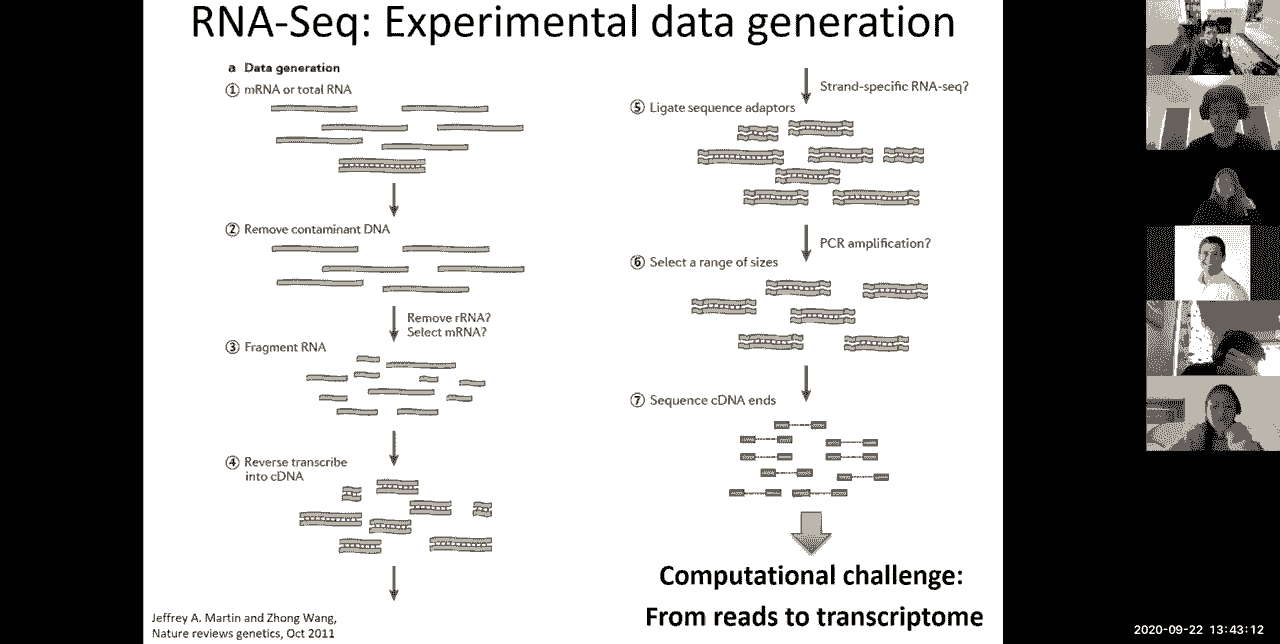 RNA-Seq: Experimental data generation
a Data generation
① mRNA or total RNA
② Remove contaminant DNA
Remove rRNA?
Select mRNA?
③ Fragment RNA
④ Reverse transcribe
into cDNA
Jeffrey A. Martin and Zhong Wang,
Nature reviews genetics, Oct 2011
Strand-specific RNA-seq?
⑤ Ligate sequence adaptors
PCR amplification?
⑥ Select a range of sizes
⑦ Sequence cDNA ends
Computational challenge:
From reads to transcriptome
2020-09-22 13:43:12